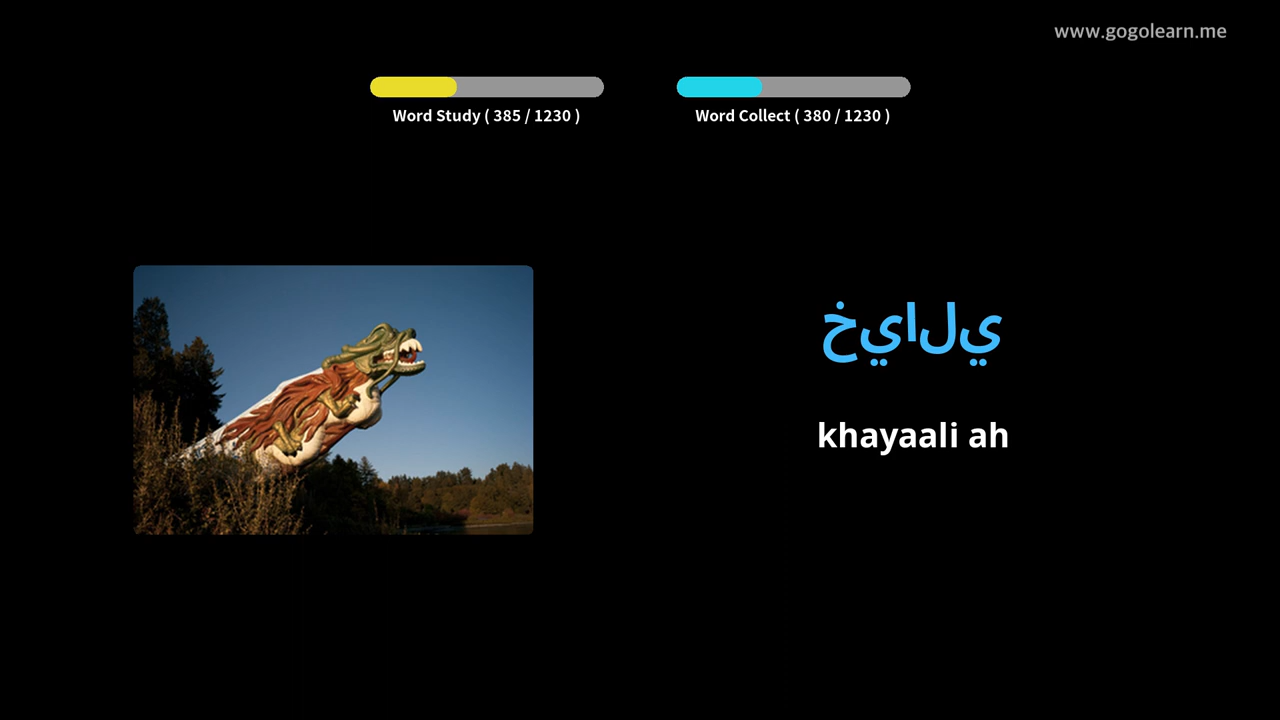 www.gogolearn.me
Word Study ( 385 / 1230 )
Word Collect ( 380 / 1230 )
خيالي
khayaali ah